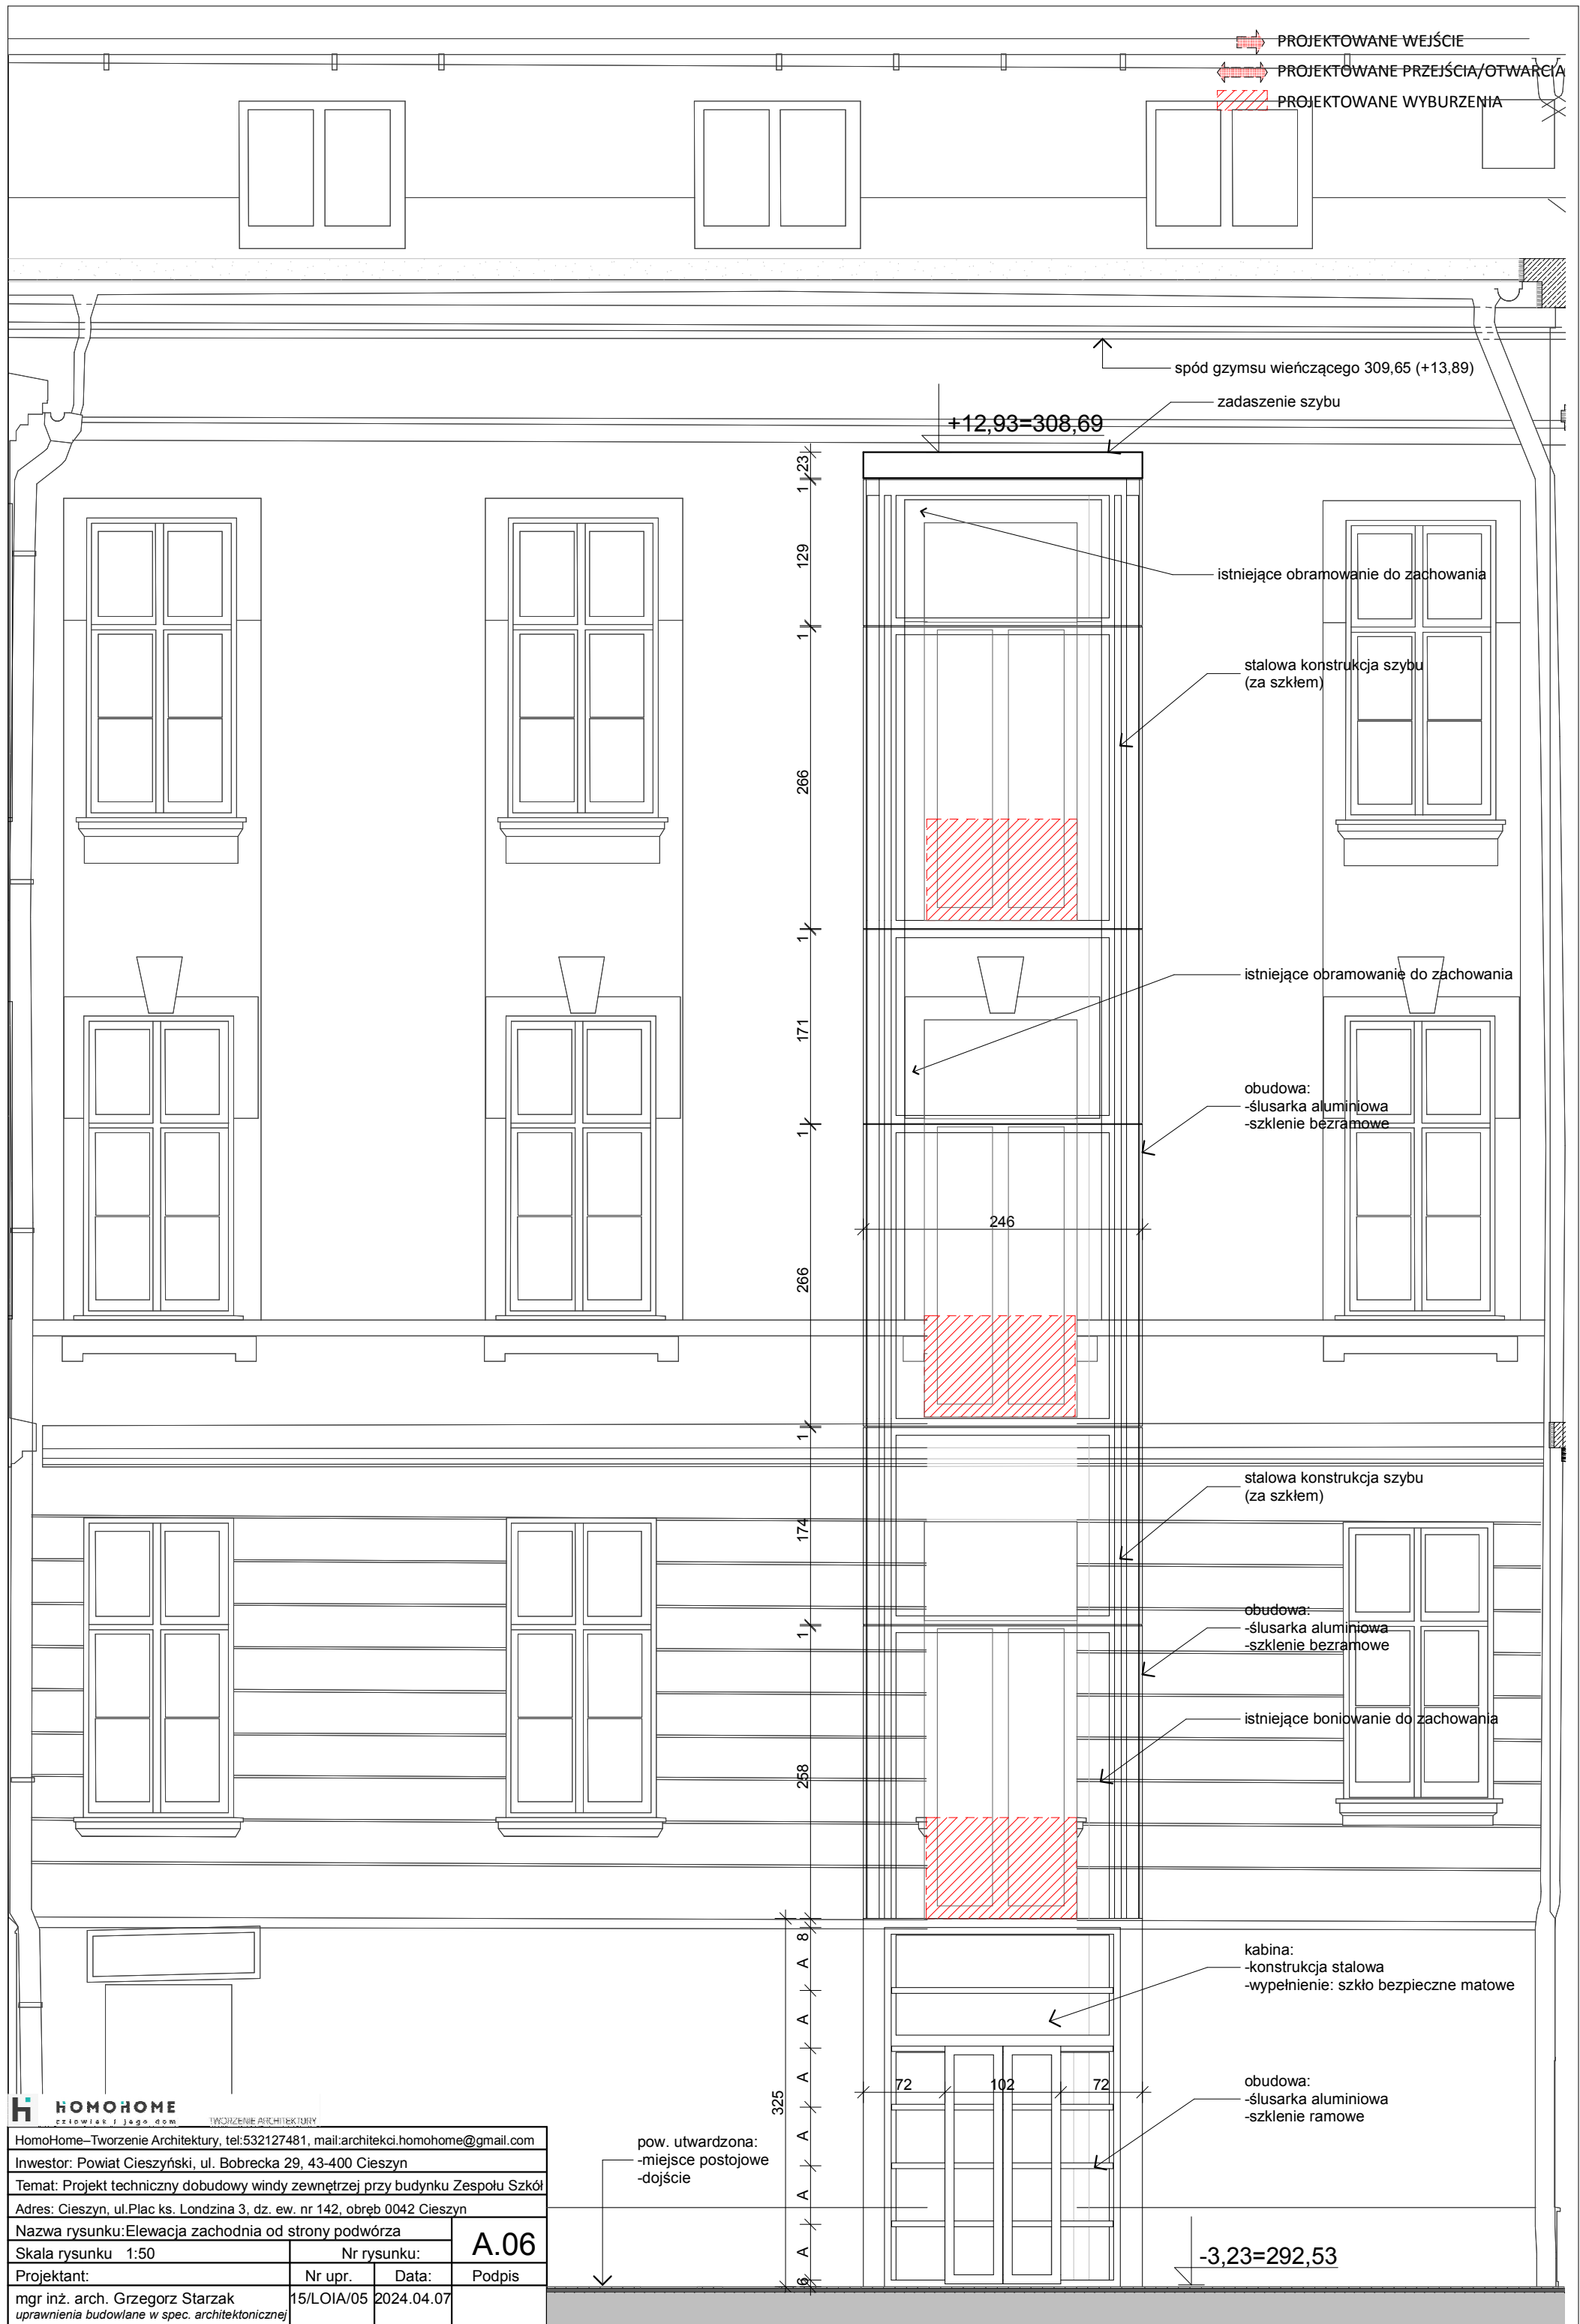 PROJEKTOWANE WEJŚCIE
PROJEKTOWANE PRZEJŚCIA/OTWARCIA
PROJEKTOWANE WYBURZENIA
spód gzymsu wieńczącego 309,65 (+13,89)
zadaszenie szybu
+12,93=308,69
23
1
129
istniejące obramowanie do zachowania
1
stalowa konstrukcja szybu
(za szkłem)
266
1
istniejące obramowanie do zachowania
171
obudowa:
-ślusarka aluminiowa
-szklenie bezramowe
1
246
266
1
stalowa konstrukcja szybu
(za szkłem)
174
obudowa:
-ślusarka aluminiowa
-szklenie bezramowe
1
istniejące boniowanie do zachowania
258
8
A
kabina:
-konstrukcja stalowa
-wypełnienie: szkło bezpieczne matowe
A
A
72
102
72
325
obudowa:
-ślusarka aluminiowa
-szklenie ramowe
A
pow. utwardzona:
-miejsce postojowe
-dojście
A
A
6
-3,23=292,53
HOMOHOME
człowiek i jego dom
TWORZENIE ARCHITEKTURY
HomoHome–Tworzenie Architektury, tel:532127481, mail:architekci.homohome@gmail.com
Inwestor: Powiat Cieszyński, ul. Bobrecka 29, 43-400 Cieszyn
Temat: Projekt techniczny dobudowy windy zewnętrzej przy budynku Zespołu Szkół
Adres: Cieszyn, ul.Plac ks. Londzina 3, dz. ew. nr 142, obręb 0042 Cieszyn
Nazwa rysunku:Elewacja zachodnia od strony podwórza
A.06
Skala rysunku 1:50 Nr rysunku:
Projektant: Nr upr. Data: Podpis
mgr inż. arch. Grzegorz Starzak 15/LOIA/05 2024.04.07
uprawnienia budowlane w spec. architektonicznej